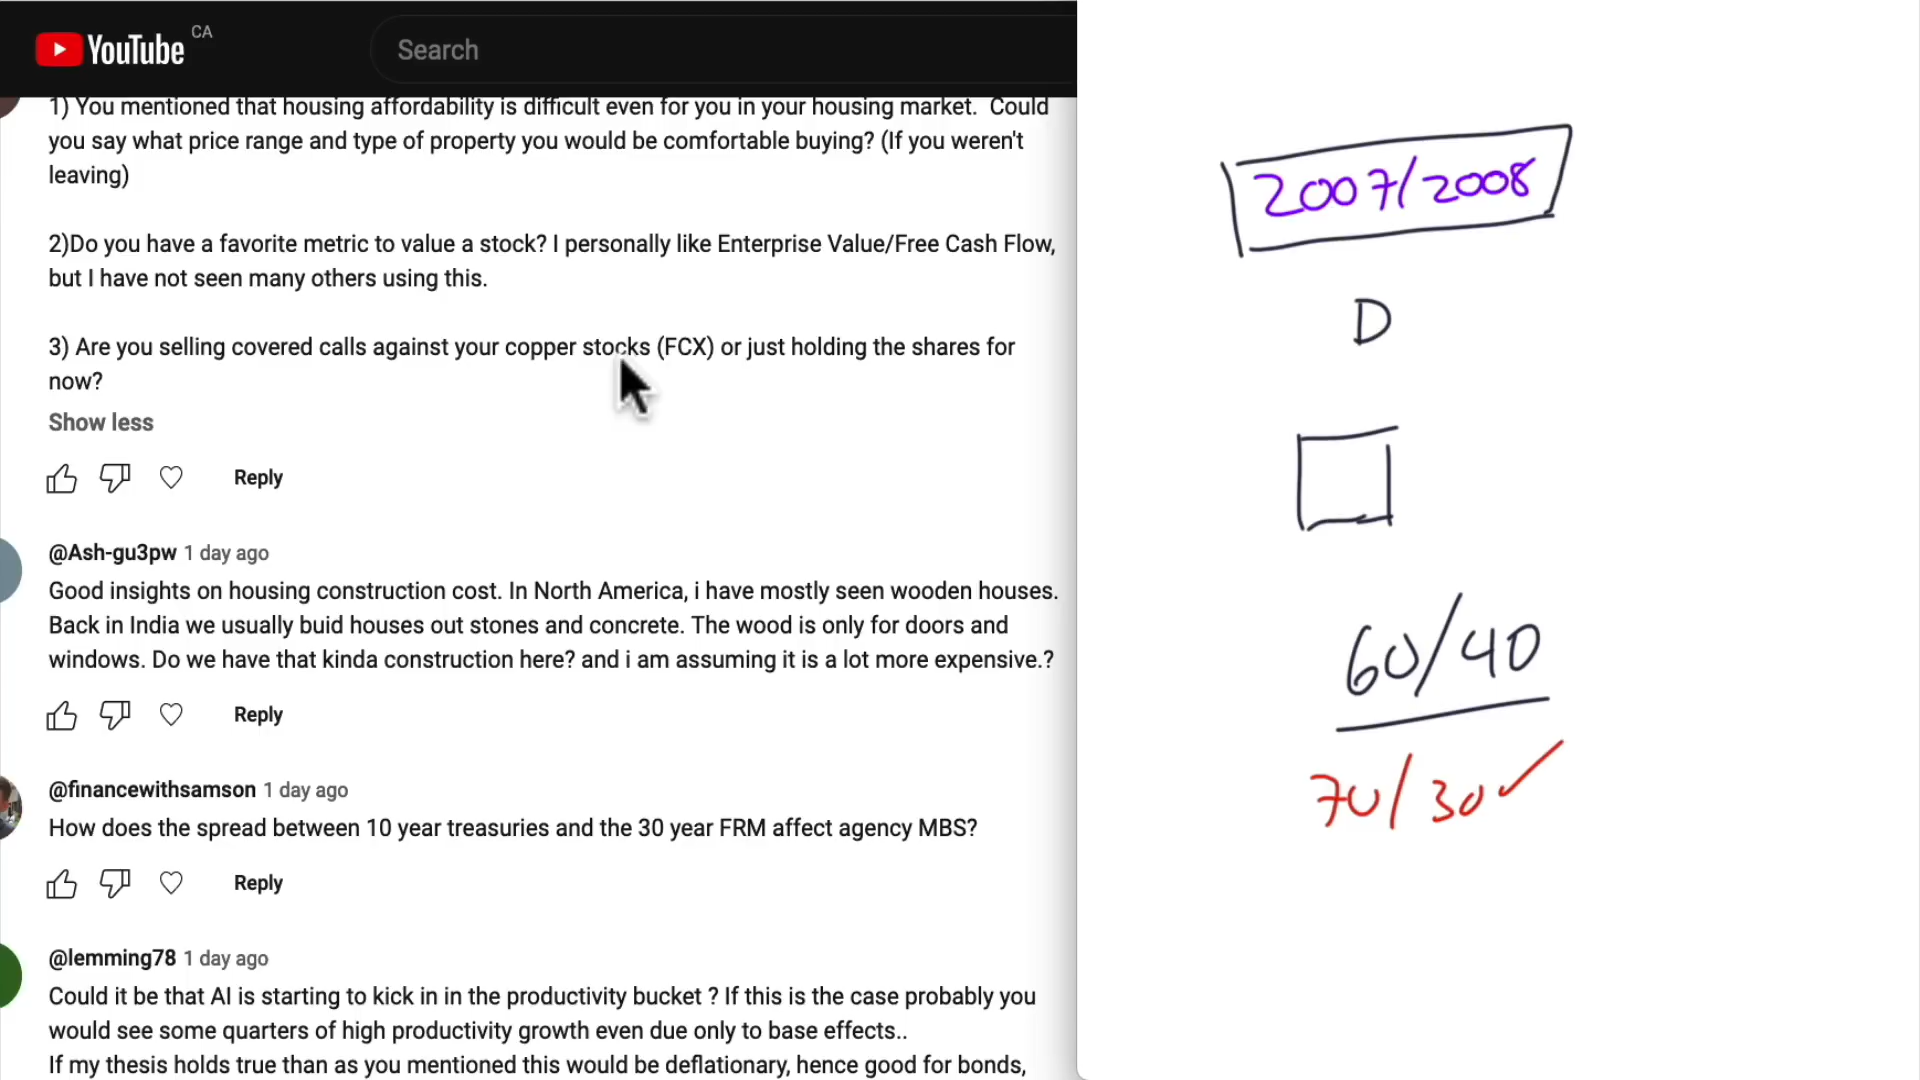 YouTube CA
Search
1) You mentioned that housing affordability is difficult even for you in your housing market.  Could
you say what price range and type of property you would be comfortable buying? (If you weren't
leaving)
2)Do you have a favorite metric to value a stock? I personally like Enterprise Value/Free Cash Flow,
but I have not seen many others using this.
3) Are you selling covered calls against your copper stocks (FCX) or just holding the shares for
now?
Show less
Reply
@Ash-gu3pw 1 day ago
Good insights on housing construction cost. In North America, i have mostly seen wooden houses.
Back in India we usually buid houses out stones and concrete. The wood is only for doors and
windows. Do we have that kinda construction here? and i am assuming it is a lot more expensive.?
Reply
@financewithsamson 1 day ago
How does the spread between 10 year treasuries and the 30 year FRM affect agency MBS?
Reply
@lemming78 1 day ago
Could it be that AI is starting to kick in in the productivity bucket ? If this is the case probably you
would see some quarters of high productivity growth even due only to base effects..
If my thesis holds true than as you mentioned this would be deflationary, hence good for bonds,
2007/2008
D
60/40
70/30